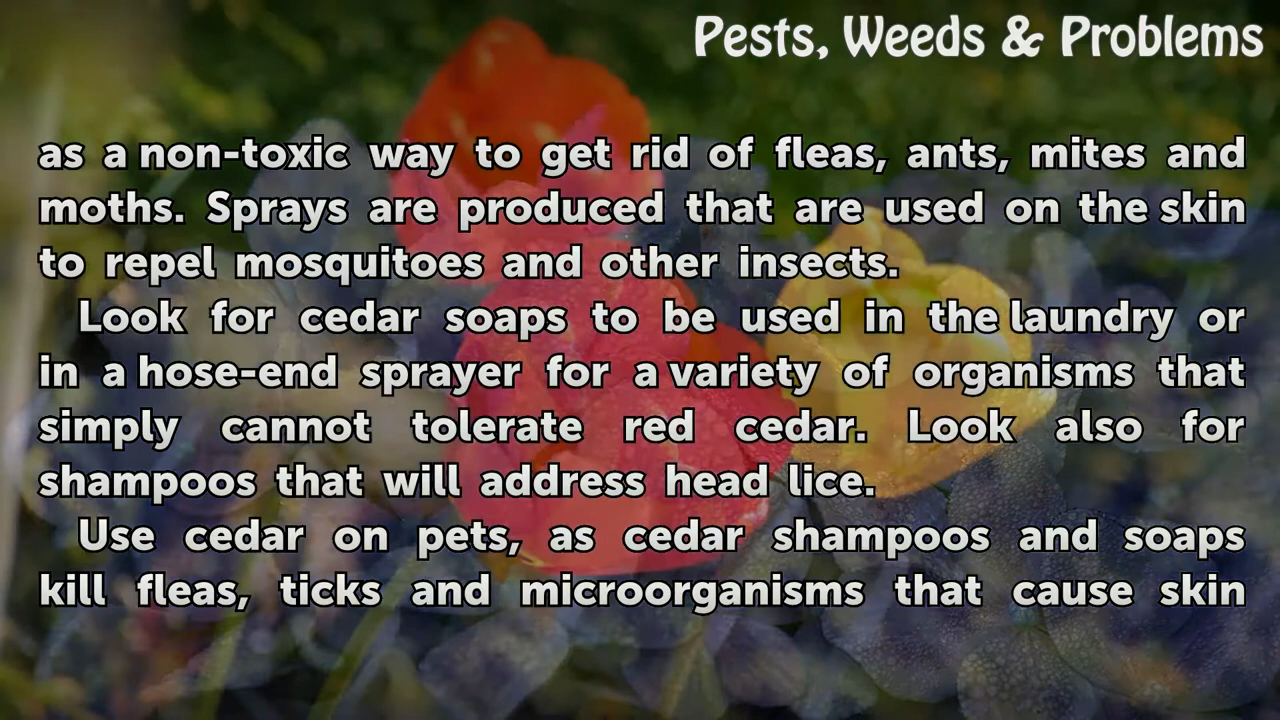 Pests, Weeds & Problems
as a non-toxic way to get rid of fleas, ants, mites and
moths. Sprays are produced that are used on the skin
to repel mosquitoes and other insects.
Look for cedar soaps to be used in the laundry or
in a hose-end sprayer for a variety of organisms that
simply cannot tolerate red cedar. Look also for
shampoos that will address head lice.
Use cedar on pets, as cedar shampoos and soaps
kill fleas, ticks and microorganisms that cause skin